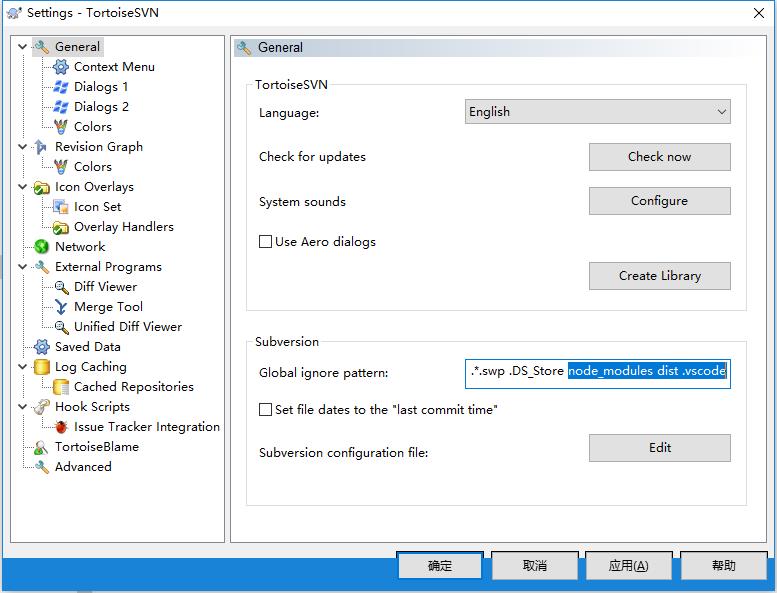 Settings - TortoiseSVN
General
Context Menu
Dialogs 1
Dialogs 2
Colors
Revision Graph
Colors
Icon Overlays
Icon Set
Overlay Handlers
Network
External Programs
Diff Viewer
Merge Tool
Unified Diff Viewer
Saved Data
Log Caching
Cached Repositories
Hook Scripts
Issue Tracker Integration
TortoiseBlame
Advanced
General
TortoiseSVN
Language:
English
Check for updates
Check now
System sounds
Configure
Use Aero dialogs
Create Library
Subversion
Global ignore pattern:
.*.swp .DS_Store node_modules dist .vscode
Set file dates to the "last commit time"
Subversion configuration file:
Edit
确定
取消
应用(A)
帮助